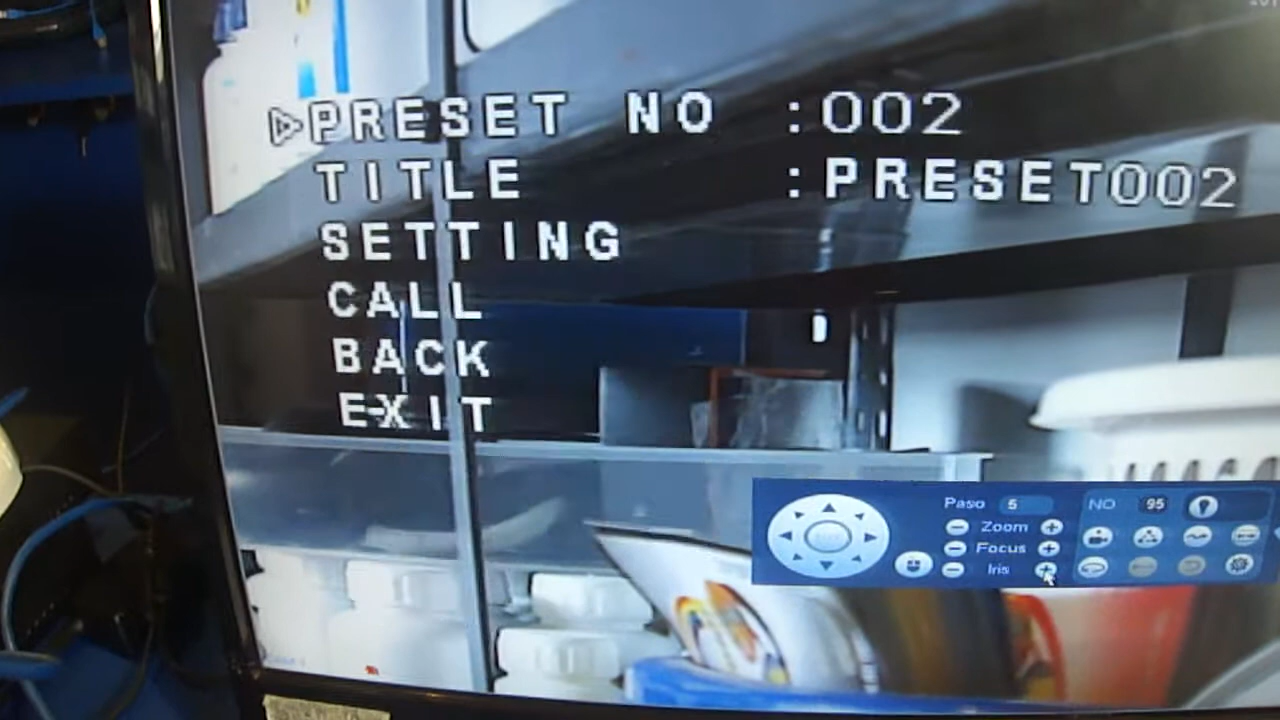 PRESET NO :002
TITLE :PRESET002
SETTING
CALL
BACK
EXIT
Paso 5 NO 95
Zoom
Focus
Iris